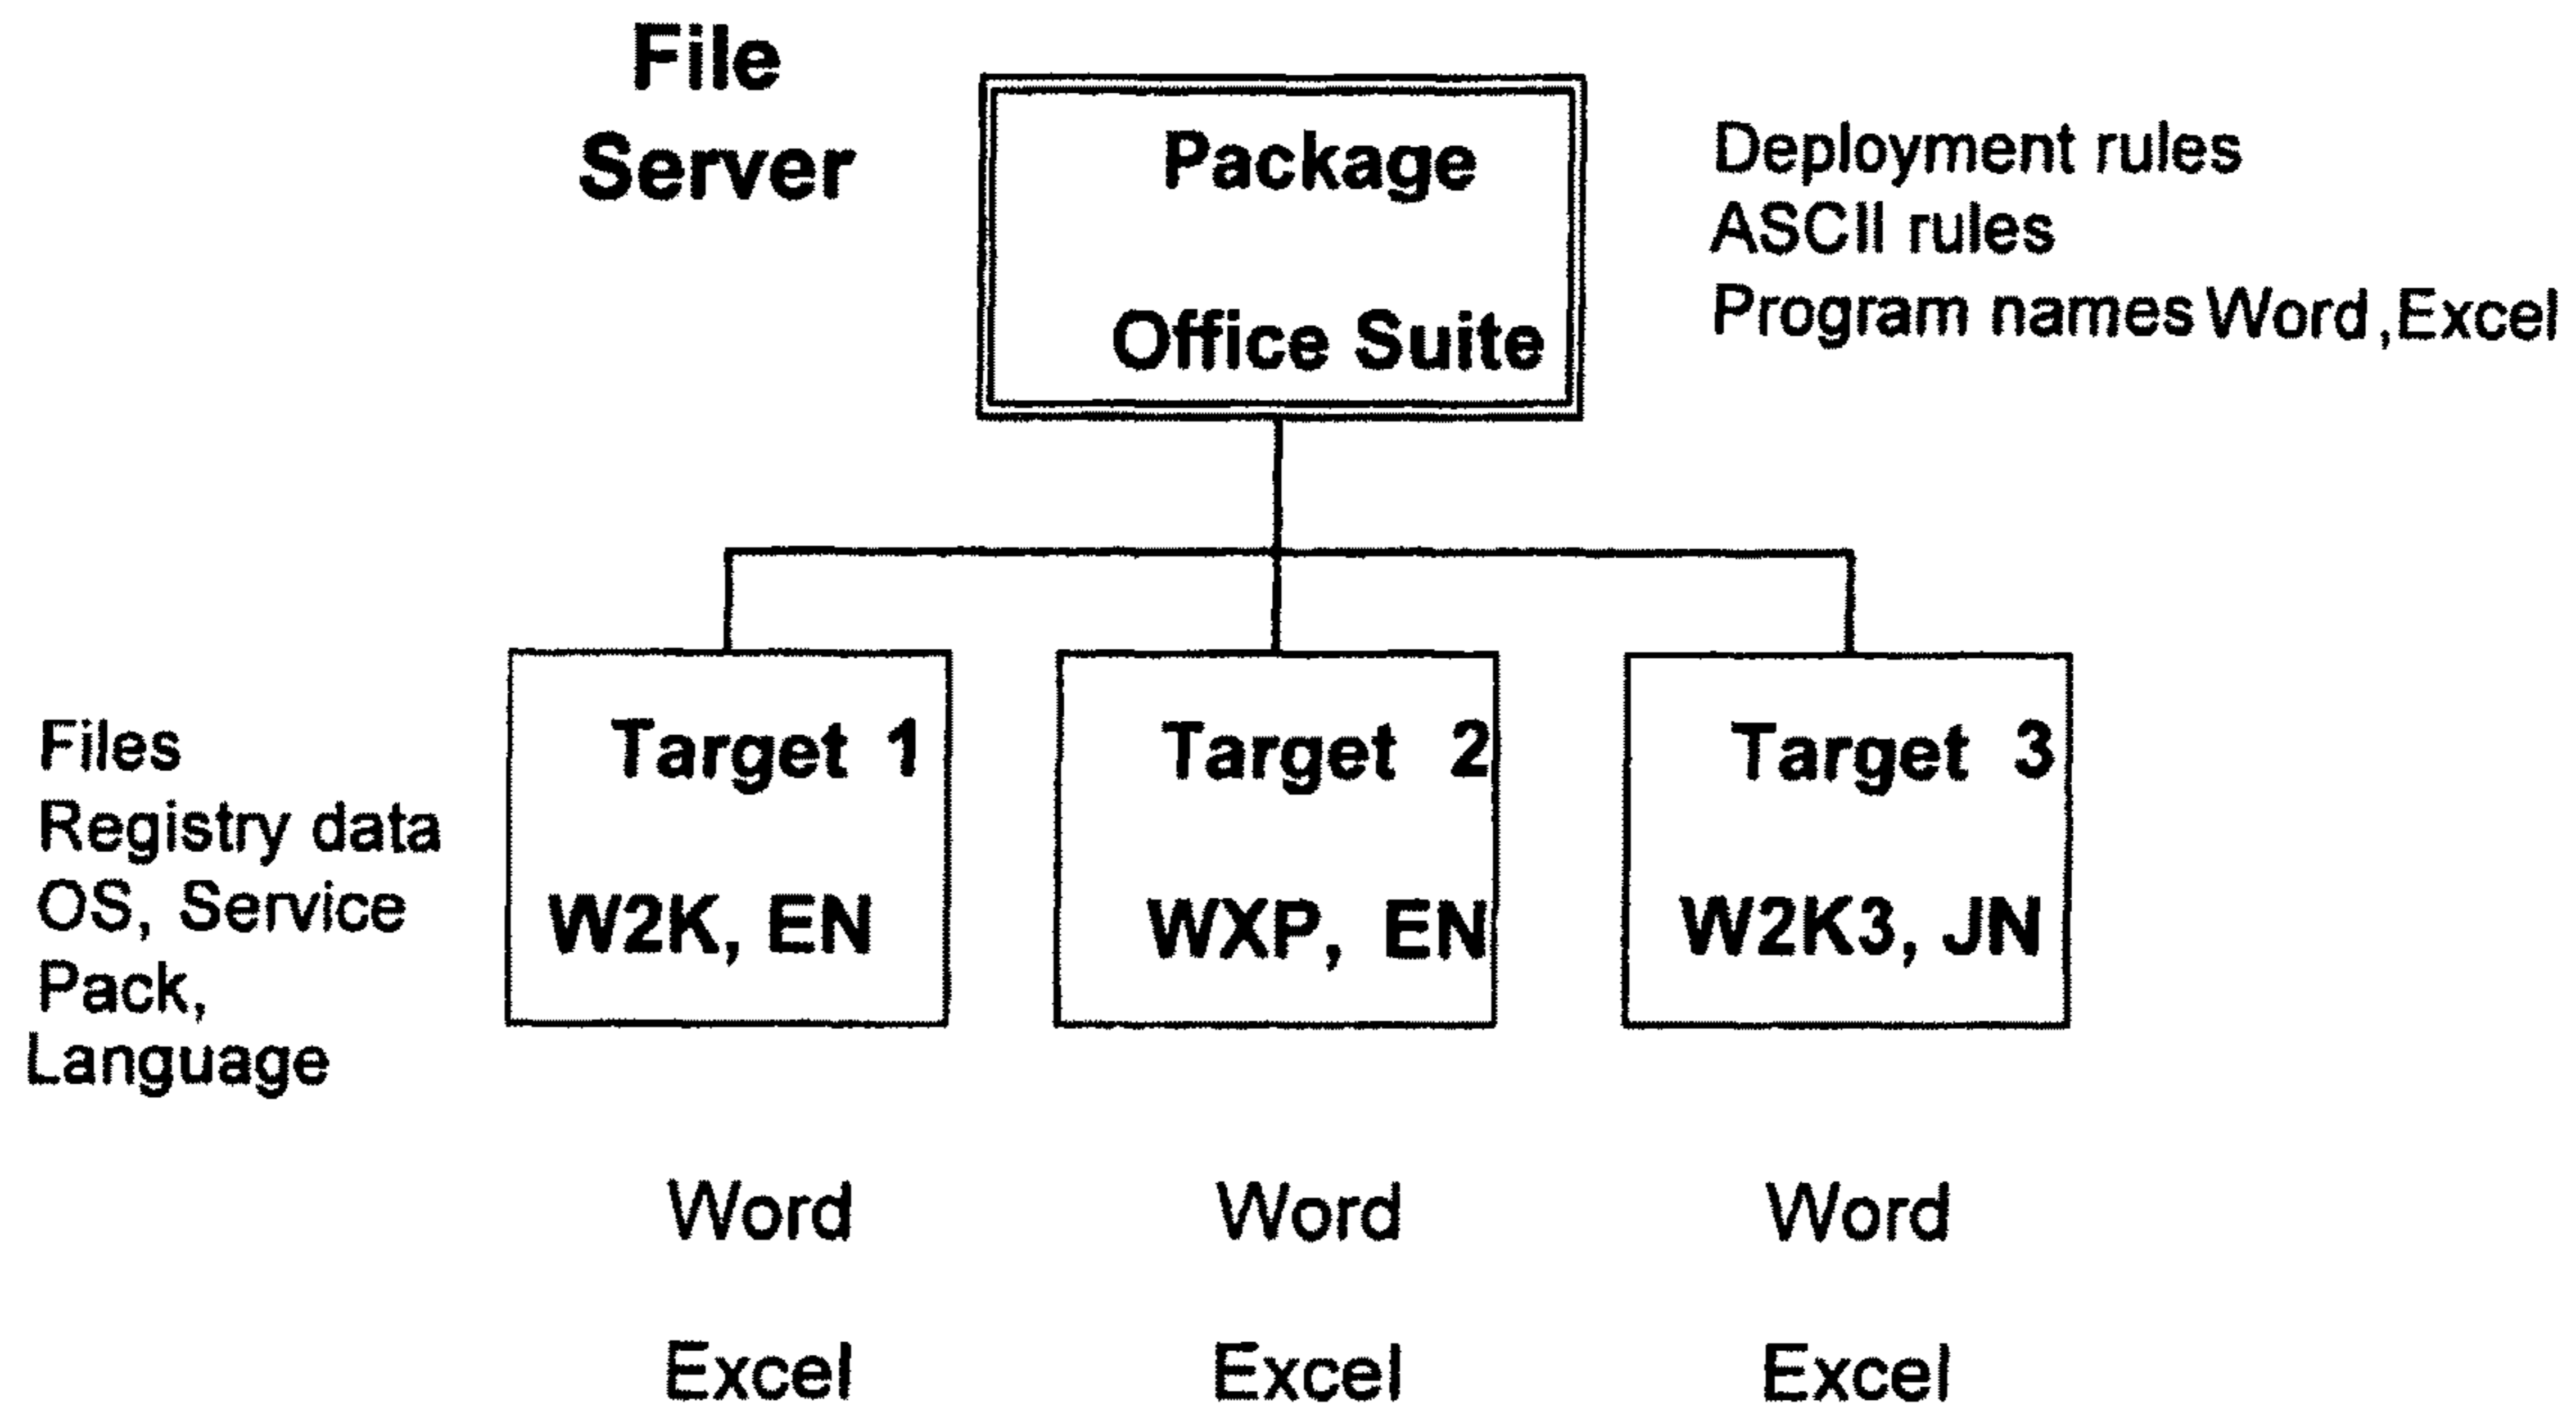 File
Server
Package
Office Suite
Deployment rules
ASCII rules
Program names Word,Excel
Files
Registry data
OS, Service
Pack,
Language
Target 1
W2K, EN
Target 2
WXP, EN
Target 3
W2K3, JN
Word
Word
Word
Excel
Excel
Excel